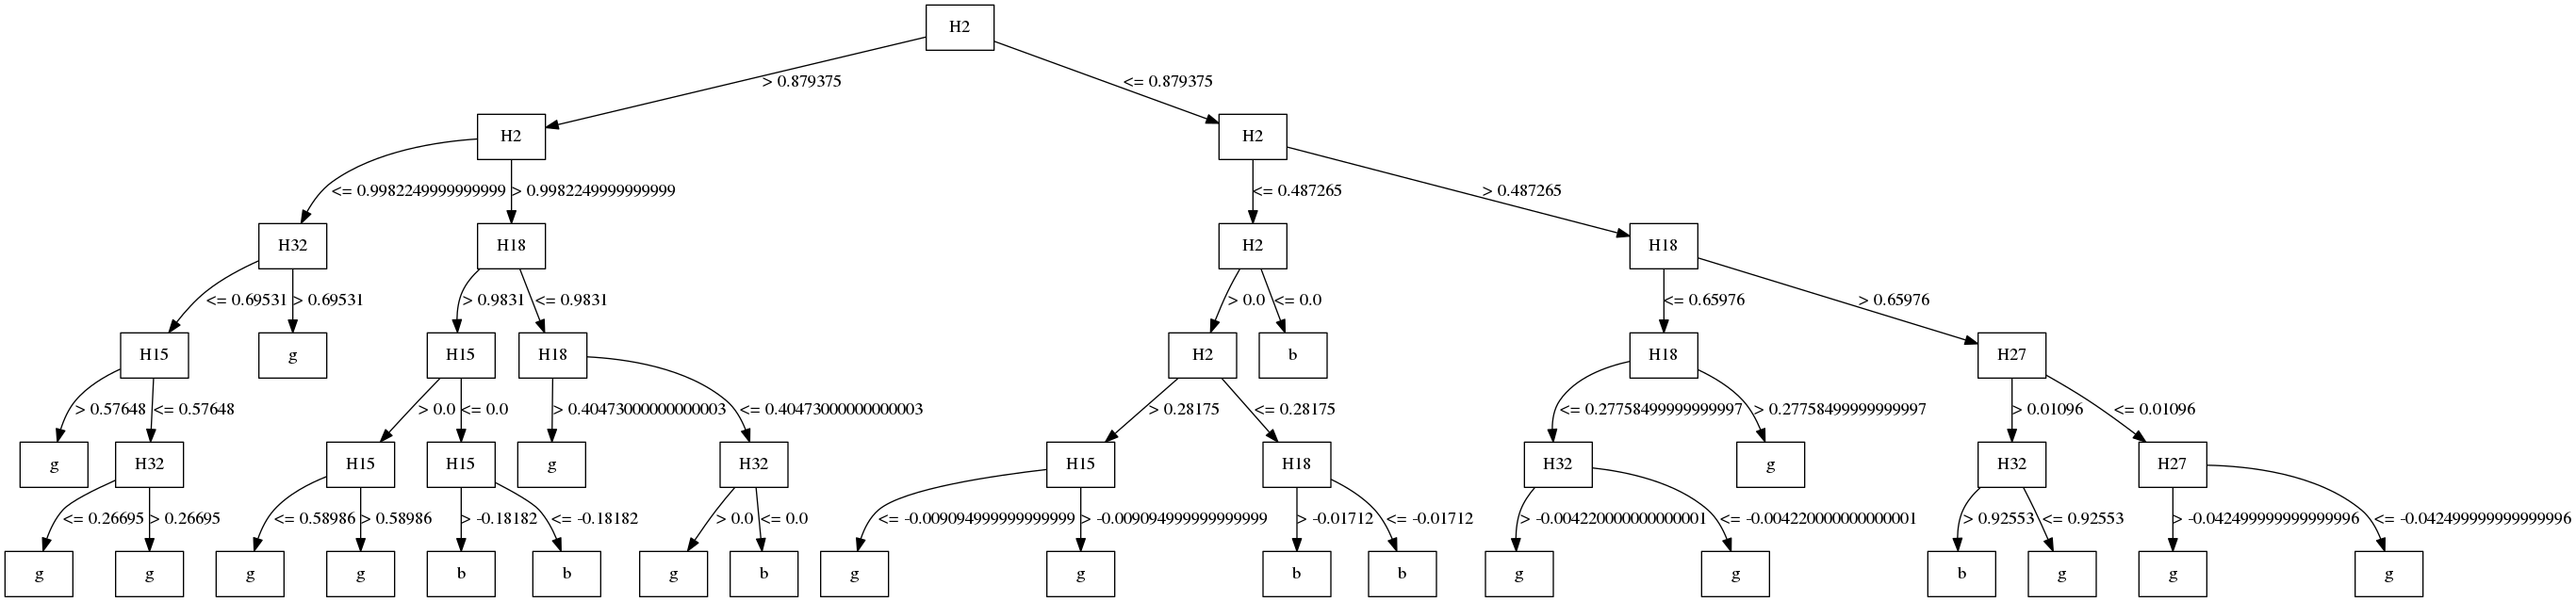 H2
> 0.879375
<= 0.879375
H2
H2
<= 0.9982249999999999
> 0.9982249999999999
<= 0.487265
> 0.487265
H32
H18
H2
H18
<= 0.69531
> 0.69531
> 0.9831
<= 0.9831
> 0.0
<= 0.0
<= 0.65976
> 0.65976
H15
g
H15
H18
H2
b
H18
H27
> 0.57648
<= 0.57648
> 0.0
<= 0.0
> 0.40473000000000003
<= 0.40473000000000003
> 0.28175
<= 0.28175
<= 0.27758499999999997
> 0.27758499999999997
> 0.01096
<= 0.01096
g
H32
H15
H15
g
H32
H15
H18
H32
g
H32
H27
<= 0.26695
> 0.26695
<= 0.58986
> 0.58986
> -0.18182
<= -0.18182
> 0.0
<= 0.0
<= -0.009094999999999999
> -0.009094999999999999
> -0.01712
<= -0.01712
> -0.004220000000000001
<= -0.004220000000000001
> 0.92553
<= 0.92553
> -0.042499999999999996
<= -0.042499999999999996
g
g
g
g
b
b
g
b
g
g
b
b
g
g
b
g
g
g